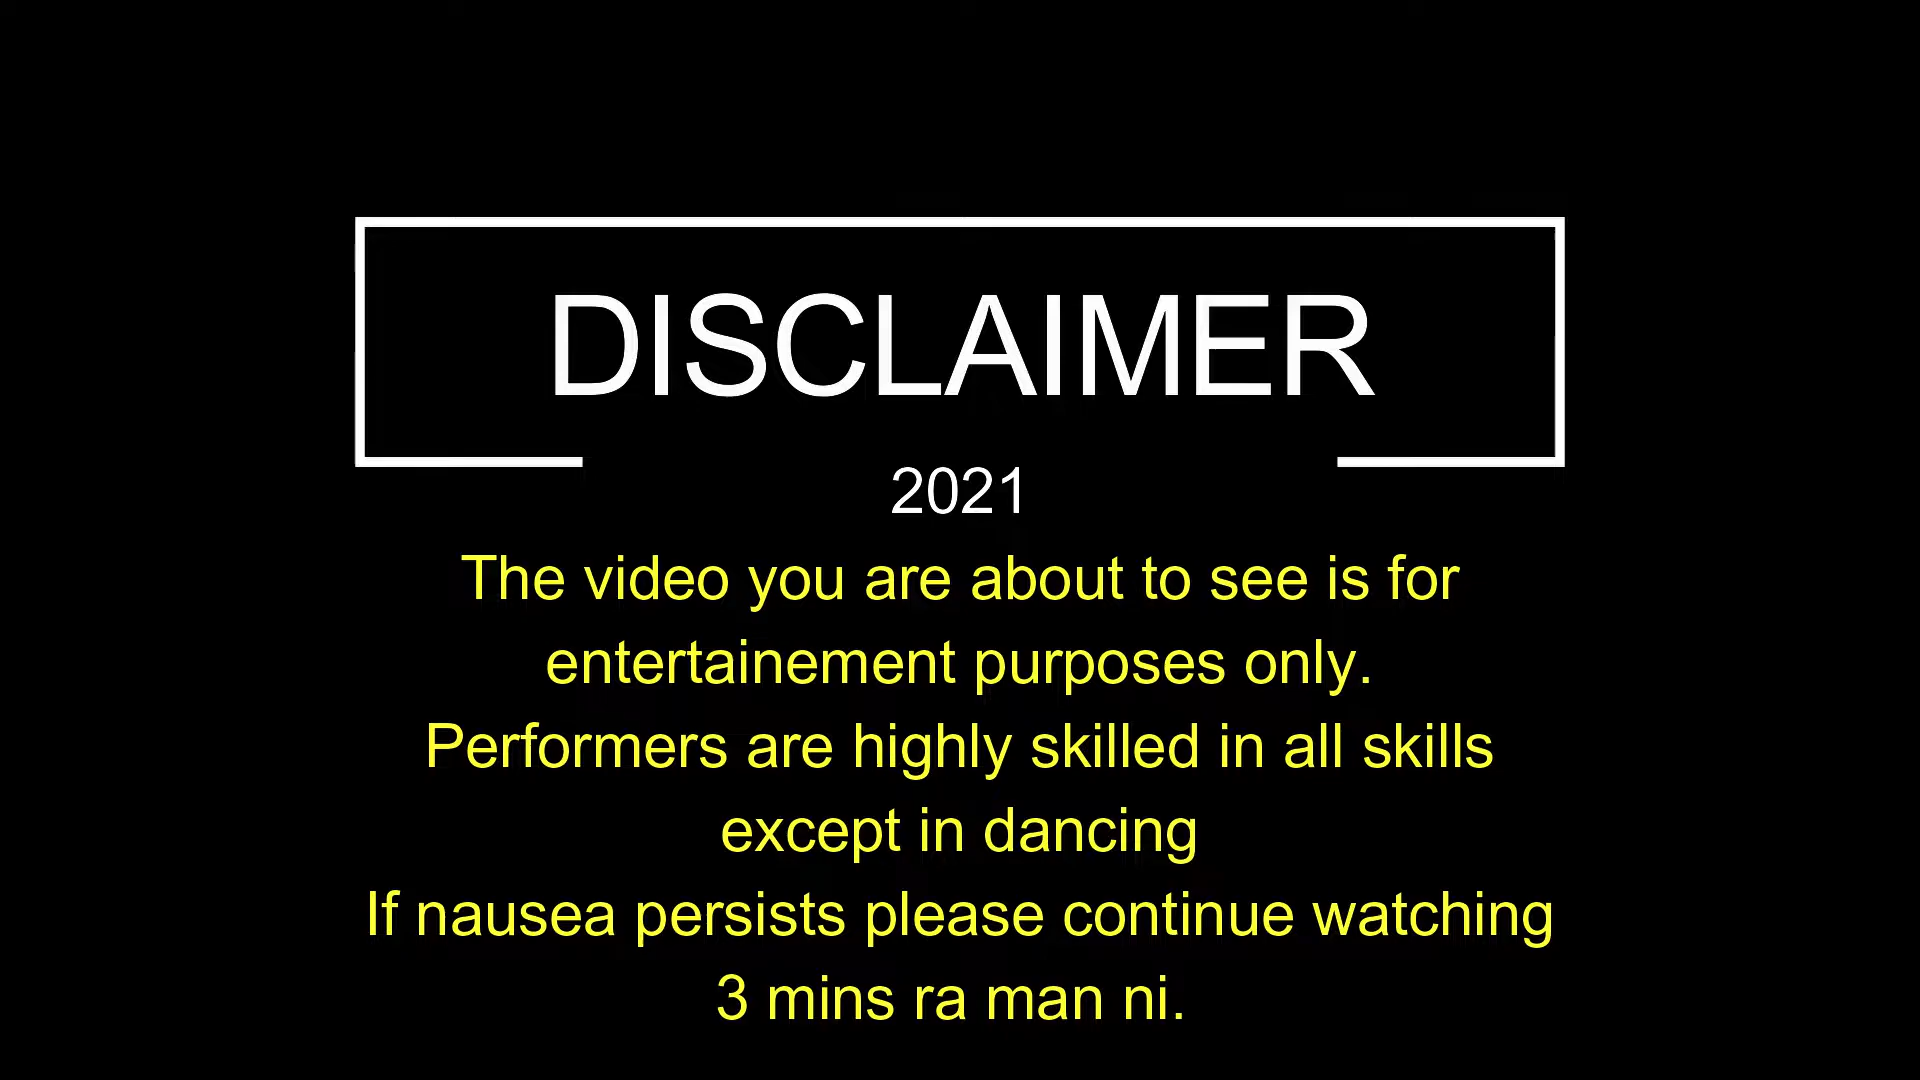 DISCLAIMER
2021
The video you are about to see is for
entertainement purposes only.
Performers are highly skilled in all skills
except in dancing
If nausea persists please continue watching
3 mins ra man ni.